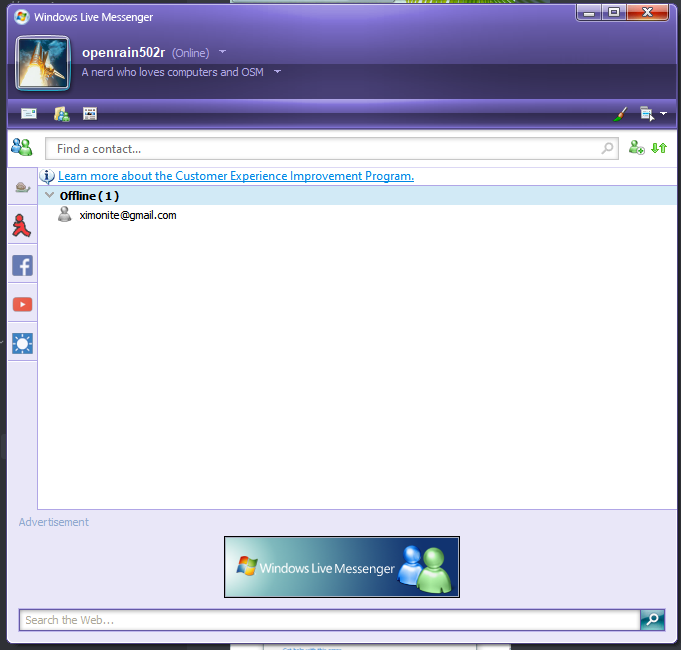 Windows Live Messenger
openrain502r (Online)
A nerd who loves computers and OSM
Find a contact...
Learn more about the Customer Experience Improvement Program.
Offline (1)
ximonite@gmail.com
Advertisement
Windows Live Messenger
Search the Web...